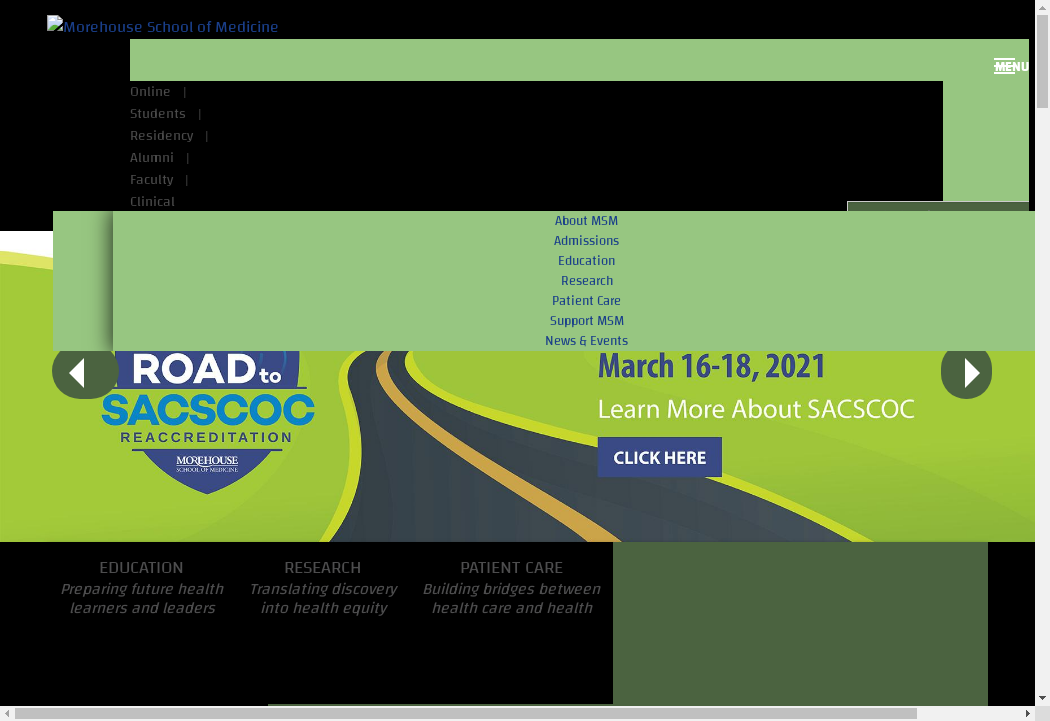 Morehouse School of Medicine
MENU
Online |
Students |
Residency |
Alumni |
Faculty |
Clinical
About MSM
Admissions
Education
Research
Patient Care
Support MSM
News & Events
ROAD to
SACSCOC
REACCREDITATION
MOREHOUSE
SCHOOL OF MEDICINE
March 16-18, 2021
Learn More About SACSCOC
CLICK HERE
EDUCATION
Preparing future health
learners and leaders
RESEARCH
Translating discovery
into health equity
PATIENT CARE
Building bridges between
health care and health